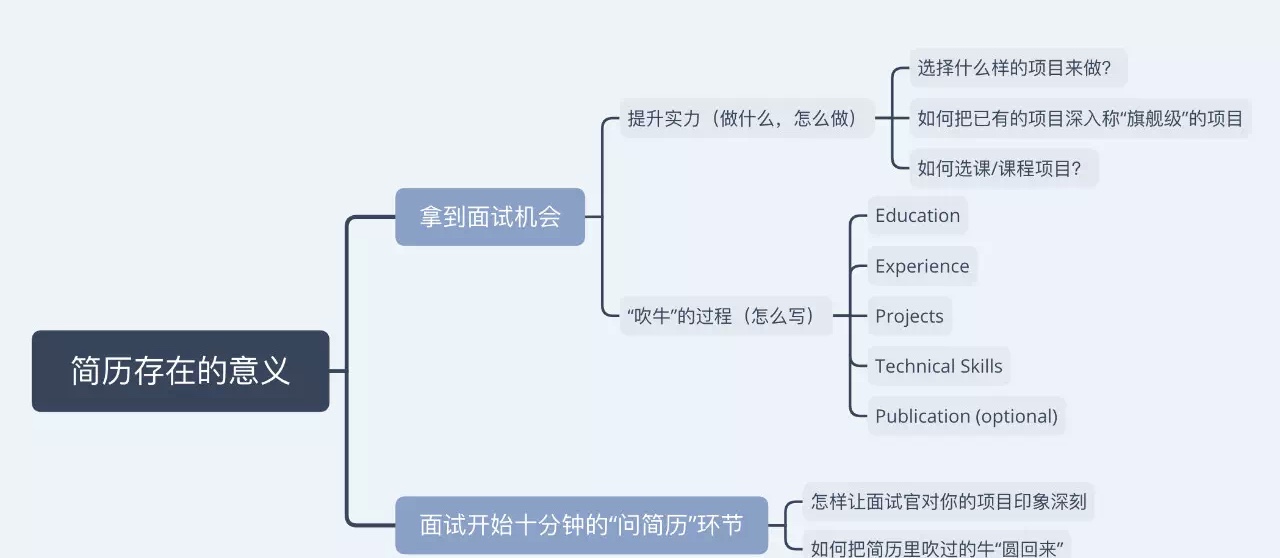 简历存在的意义
拿到面试机会
提升实力（做什么，怎么做）
选择什么样的项目来做？
如何把已有的项目深入称“旗舰级”的项目
如何选课/课程项目？
“吹牛”的过程（怎么写）
Education
Experience
Projects
Technical Skills
Publication (optional)
面试开始十分钟的“问简历”环节
怎样让面试官对你的项目印象深刻
如何把简历里吹过的牛“圆回来”